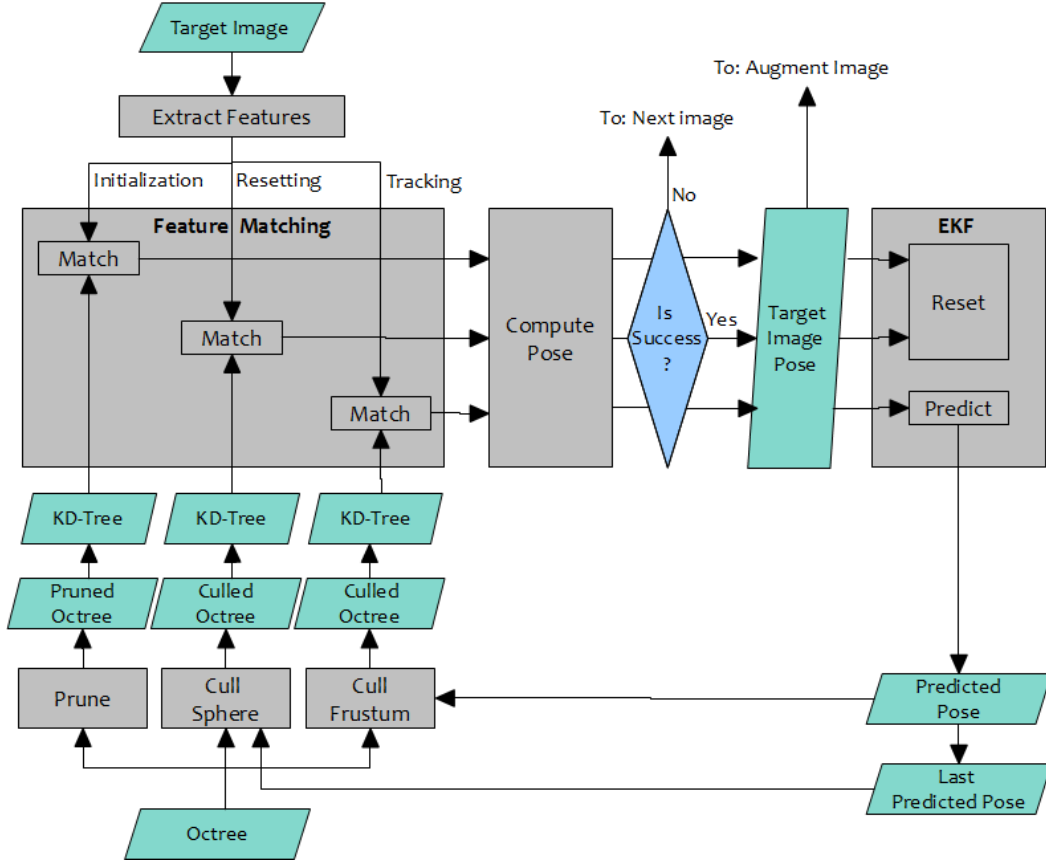 Target Image
To: Augment Image
Extract Features
To: Next image
Initialization
Resetting
Tracking
No
Feature Matching
EKF
Match
Reset
Compute
Pose
Is
Success
?
Yes
Target
Image
Pose
Match
Match
Predict
KD-Tree
KD-Tree
KD-Tree
Pruned
Octree
Culled
Octree
Culled
Octree
Prune
Cull
Sphere
Cull
Frustum
Predicted
Pose
Last
Predicted Pose
Octree